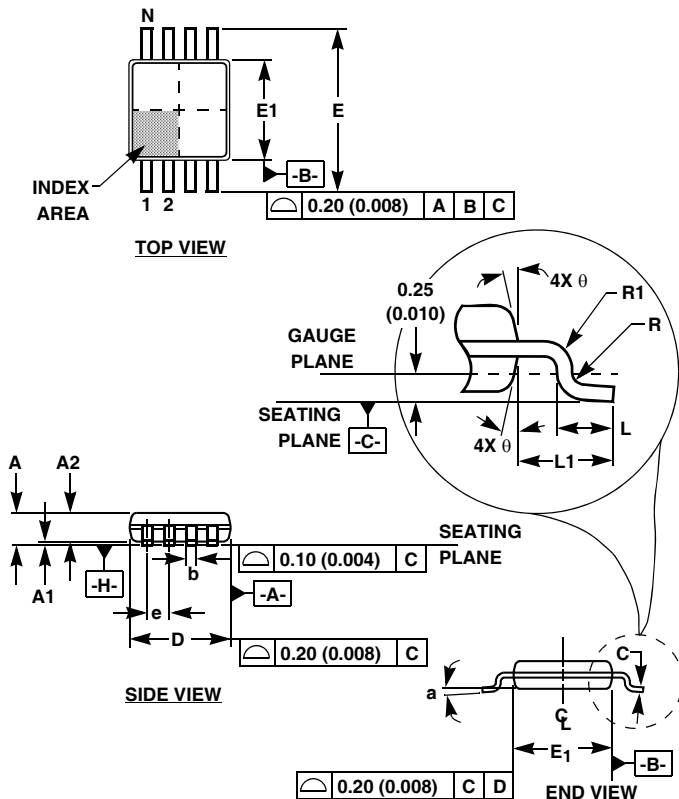 N
E1
E
-B-
INDEX
AREA
1 2
0.20 (0.008) A B C
TOP VIEW
0.25
(0.010)
4X θ
R1
R
GAUGE
PLANE
SEATING
PLANE
-C-
4X θ
L
L1
A
A2
SEATING
PLANE
A1
-H-
b
0.10 (0.004) C
e
-A-
D
0.20 (0.008) C
SIDE VIEW
C
a
CL
E1
-B-
0.20 (0.008) C D
END VIEW